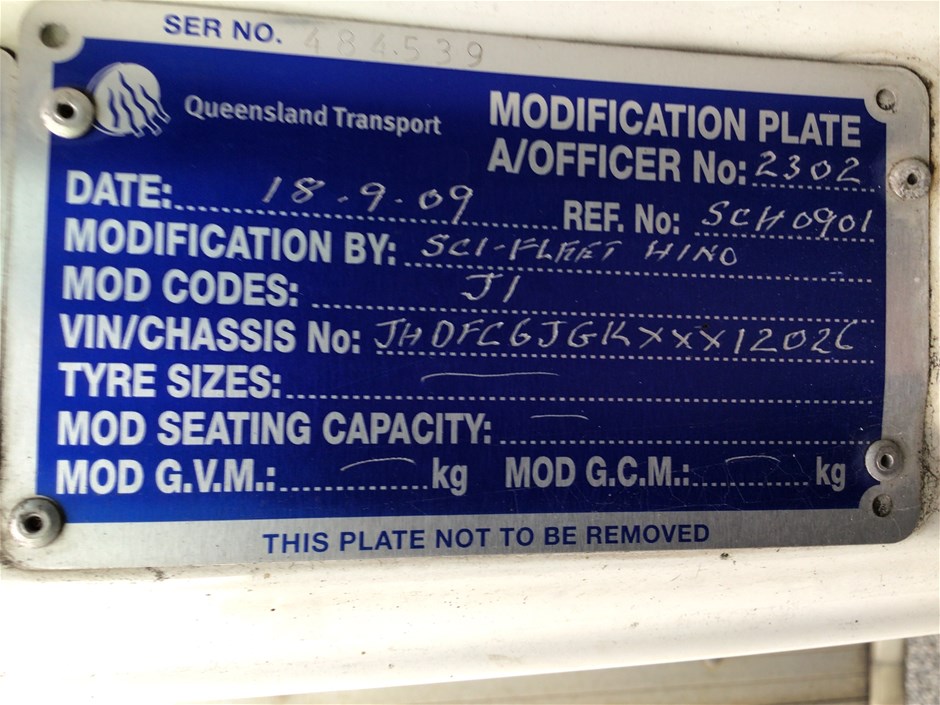 SER NO. 484539
Queensland Transport
MODIFICATION PLATE
A/OFFICER No: 2302
DATE: 18.9.09
REF. No: SCH0901
MODIFICATION BY: SCI-FLEET HINO
MOD CODES: J1
VIN/CHASSIS No: JHDFC6JGKXXX12026
TYRE SIZES: —
MOD SEATING CAPACITY: —
MOD G.V.M.: — kg MOD G.C.M.: — kg
THIS PLATE NOT TO BE REMOVED